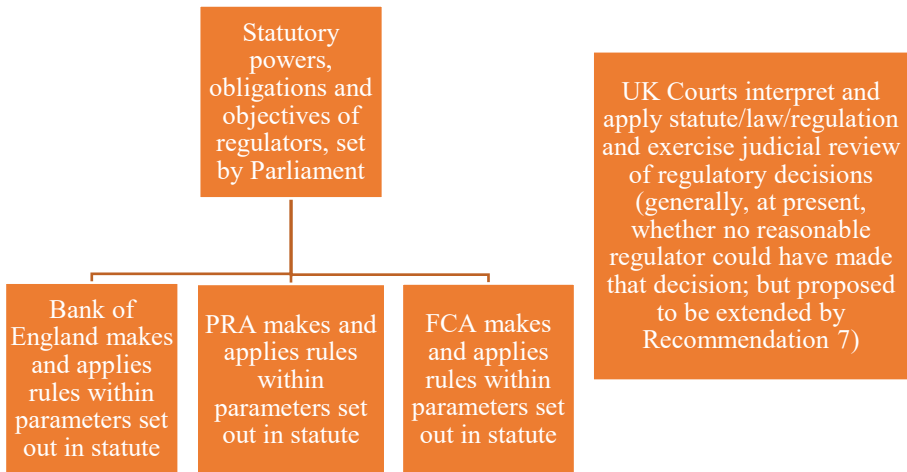 Statutory
powers,
obligations and
objectives of
regulators, set
by Parliament
UK Courts interpret and
apply statute/law/regulation
and exercise judicial review
of regulatory decisions
(generally, at present,
whether no reasonable
regulator could have made
that decision; but proposed
to be extended by
Recommendation 7)
Bank of
England makes
and applies
rules within
parameters set
out in statute
PRA makes and
applies rules
within
parameters set
out in statute
FCA makes
and applies
rules within
parameters set
out in statute